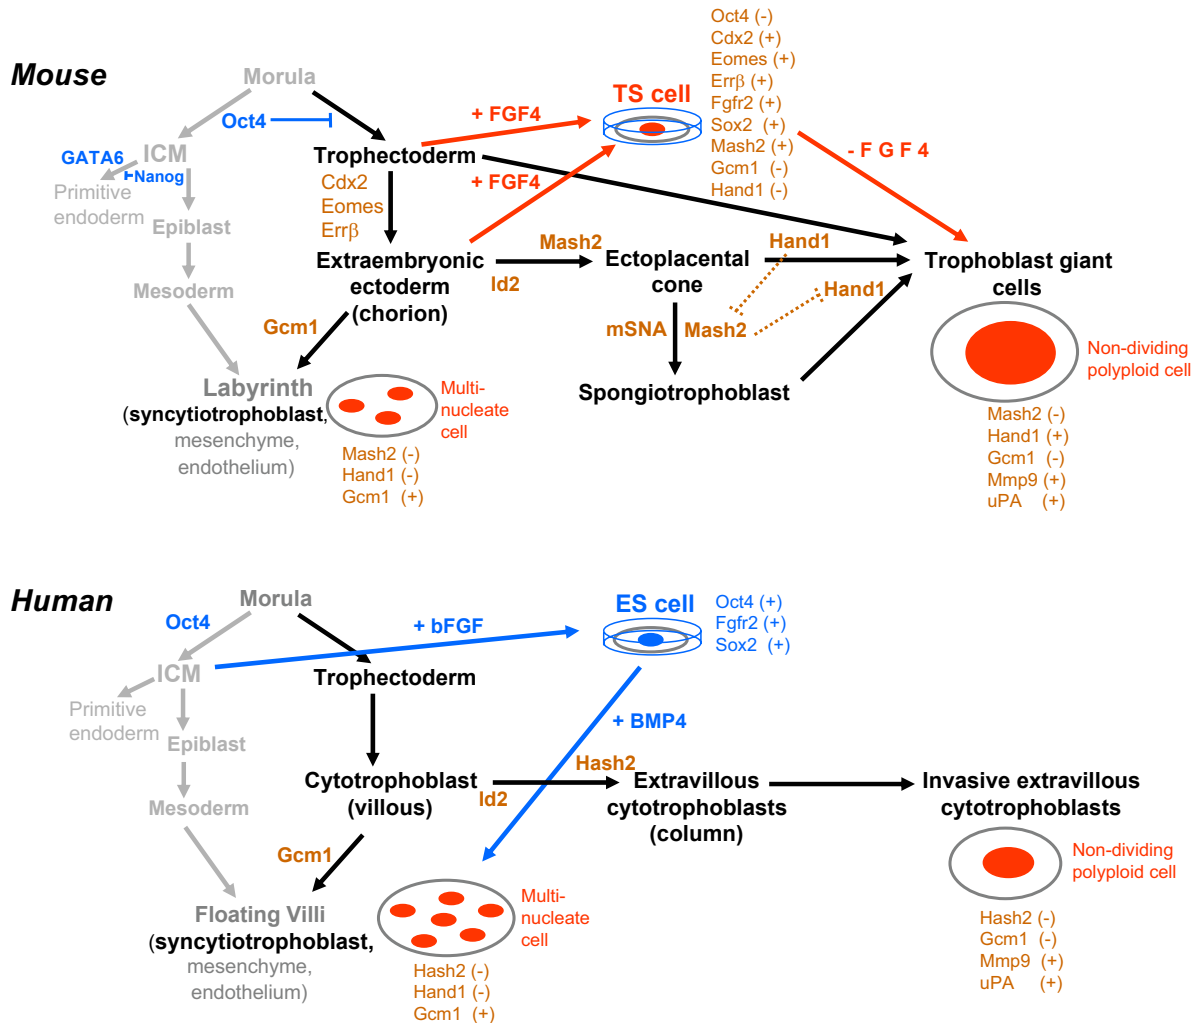 Mouse
Morula
Oct4
GATA6
ICM
Nanog
Primitive
endoderm
Epiblast
Mesoderm
Trophectoderm
Cdx2
Eomes
Errβ
+ FGF4
+ FGF4
TS cell
Oct4 (-)
Cdx2 (+)
Eomes (+)
Errβ (+)
Fgfr2 (+)
Sox2 (+)
Mash2 (+)
Gcm1 (-)
Hand1 (-)
- F G F 4
Extraembryonic
ectoderm
(chorion)
Mash2
Id2
Ectoplacental
cone
Hand1
Hand1
Trophoblast giant
cells
Gcm1
mSNA
Mash2
Spongiotrophoblast
Non-dividing
polyploid cell
Mash2 (-)
Hand1 (+)
Gcm1 (-)
Mmp9 (+)
uPA (+)
Labyrinth
(syncytiotrophoblast,
mesenchyme,
endothelium)
Multi-
nucleate
cell
Mash2 (-)
Hand1 (-)
Gcm1 (+)
Human
Morula
Oct4
ICM
Primitive
endoderm
Epiblast
Mesoderm
+ bFGF
ES cell
Oct4 (+)
Fgfr2 (+)
Sox2 (+)
Trophectoderm
+ BMP4
Cytotrophoblast
(villous)
Hash2
Id2
Extravillous
cytotrophoblasts
(column)
Invasive extravillous
cytotrophoblasts
Gcm1
Non-dividing
polyploid cell
Hash2 (-)
Gcm1 (-)
Mmp9 (+)
uPA (+)
Floating Villi
(syncytiotrophoblast,
mesenchyme,
endothelium)
Multi-
nucleate
cell
Hash2 (-)
Hand1 (-)
Gcm1 (+)